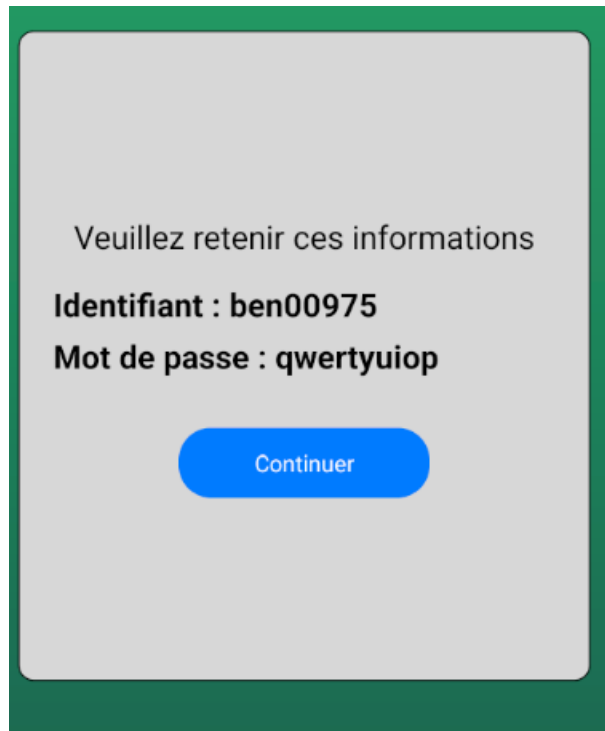 Veuillez retenir ces informations
Identifiant : ben00975
Mot de passe : qwertyuiop
Continuer